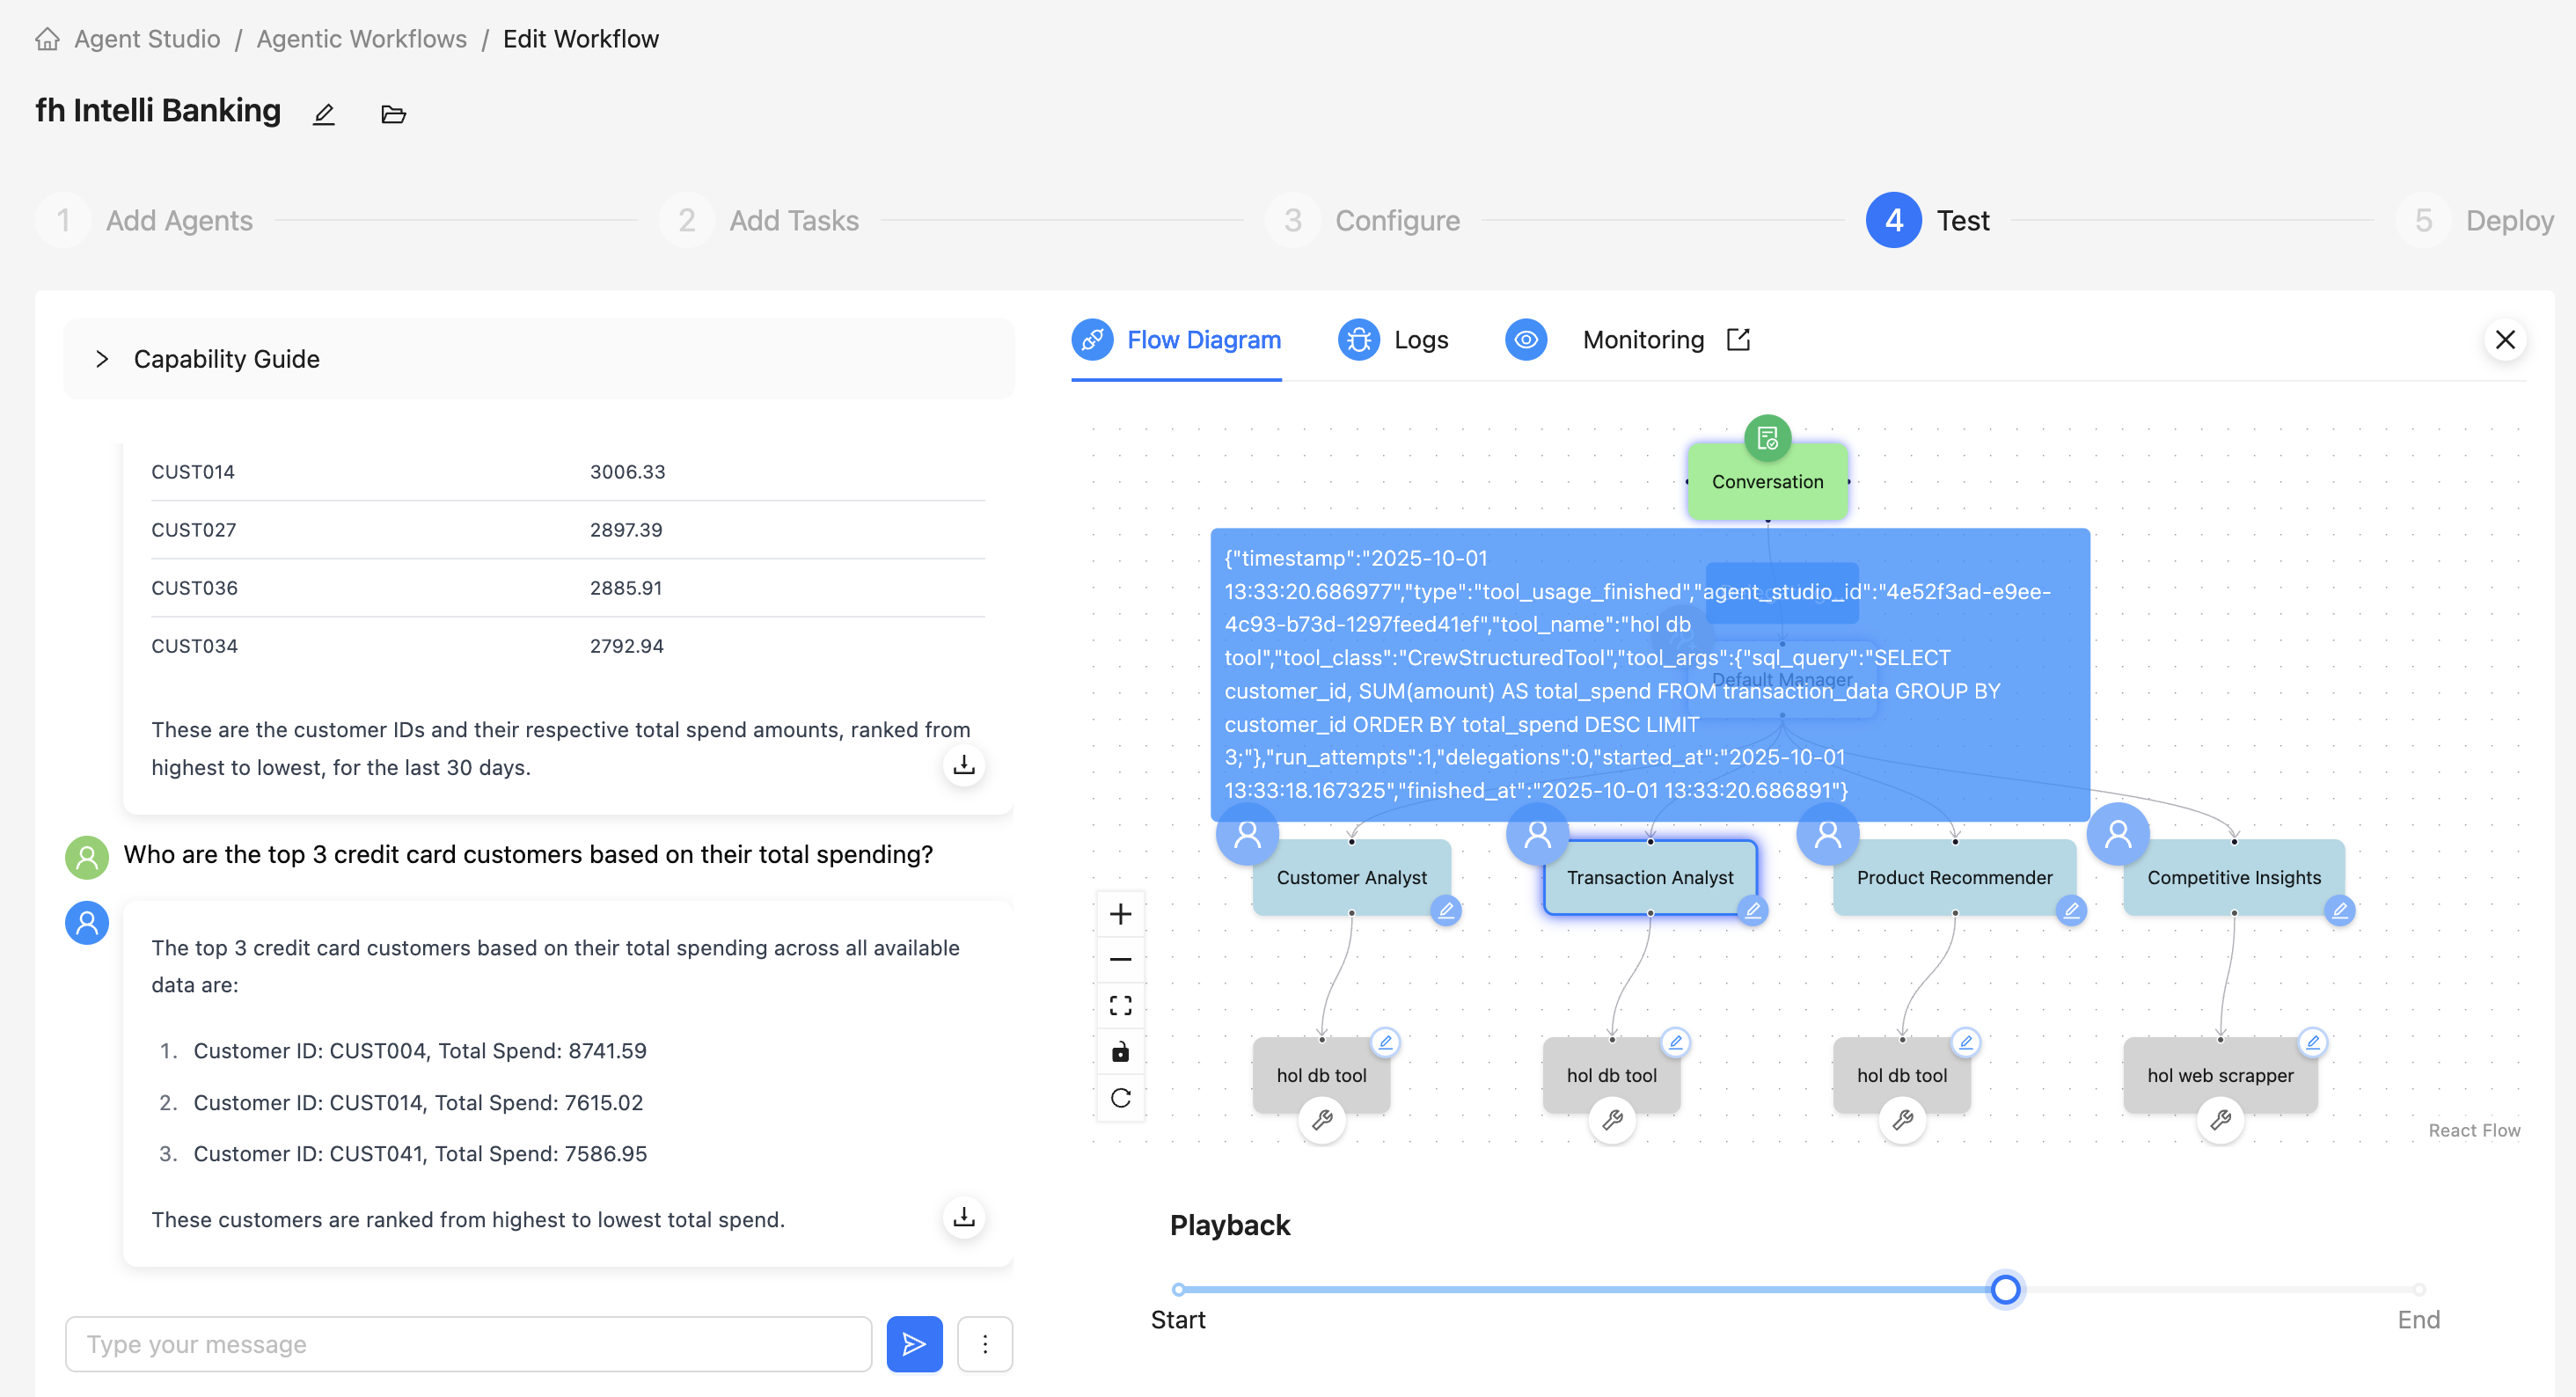 Agent Studio / Agentic Workflows / Edit Workflow
fh Intelli Banking
1 Add Agents
2 Add Tasks
3 Configure
4 Test
5 Deploy
Capability Guide
CUST014 3006.33
CUST027 2897.39
CUST036 2885.91
CUST034 2792.94
These are the customer IDs and their respective total spend amounts, ranked from
highest to lowest, for the last 30 days.
Who are the top 3 credit card customers based on their total spending?
The top 3 credit card customers based on their total spending across all available
data are:
1. Customer ID: CUST004, Total Spend: 8741.59
2. Customer ID: CUST014, Total Spend: 7615.02
3. Customer ID: CUST041, Total Spend: 7586.95
These customers are ranked from highest to lowest total spend.
Type your message
Flow Diagram
Logs
Monitoring
Conversation
{"timestamp":"2025-10-01
13:33:20.686977","type":"tool_usage_finished","agent_studio_id":"4e52f3ad-e9ee-
4c93-b73d-1297feed41ef","tool_name":"hol db
tool","tool_class":"CrewStructuredTool","tool_args":{"sql_query":"SELECT
customer_id, SUM(amount) AS total_spend FROM transaction_data GROUP BY
customer_id ORDER BY total_spend DESC LIMIT
3;"},"run_attempts":1,"delegations":0,"started_at":"2025-10-01
13:33:18.167325","finished_at":"2025-10-01 13:33:20.686891"}
Default Manager
Customer Analyst
Transaction Analyst
Product Recommender
Competitive Insights
hol db tool
hol db tool
hol db tool
hol web scrapper
React Flow
Playback
Start
End